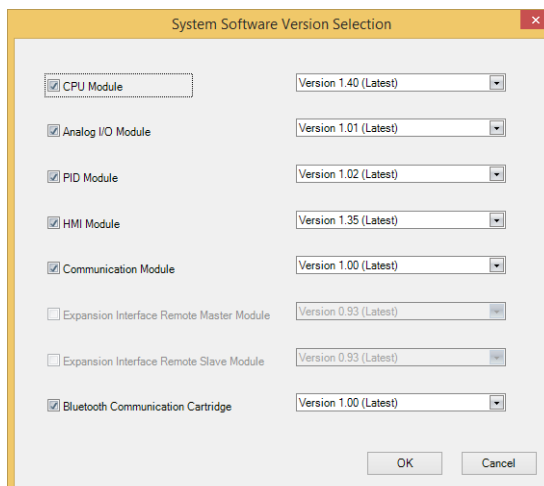 System Software Version Selection
CPU Module Version 1.40 (Latest)
Analog I/O Module Version 1.01 (Latest)
PID Module Version 1.02 (Latest)
HMI Module Version 1.35 (Latest)
Communication Module Version 1.00 (Latest)
Expansion Interface Remote Master Module Version 0.93 (Latest)
Expansion Interface Remote Slave Module Version 0.93 (Latest)
Bluetooth Communication Cartridge Version 1.00 (Latest)
OK Cancel